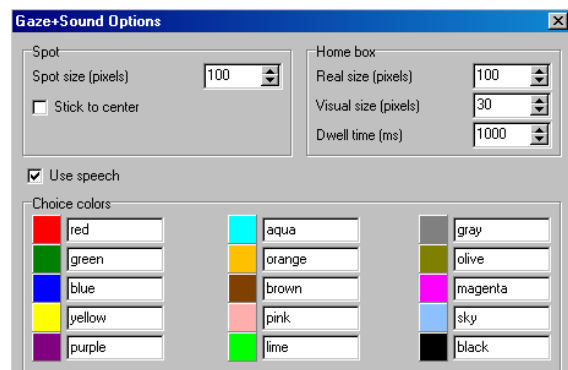 Gaze+Sound Options
Spot
Spot size (pixels) 100
Stick to center
Home box
Real size (pixels) 100
Visual size (pixels) 30
Dwell time (ms) 1000
Use speech
Choice colors
red aqua gray
green orange olive
blue brown magenta
yellow pink sky
purple lime black